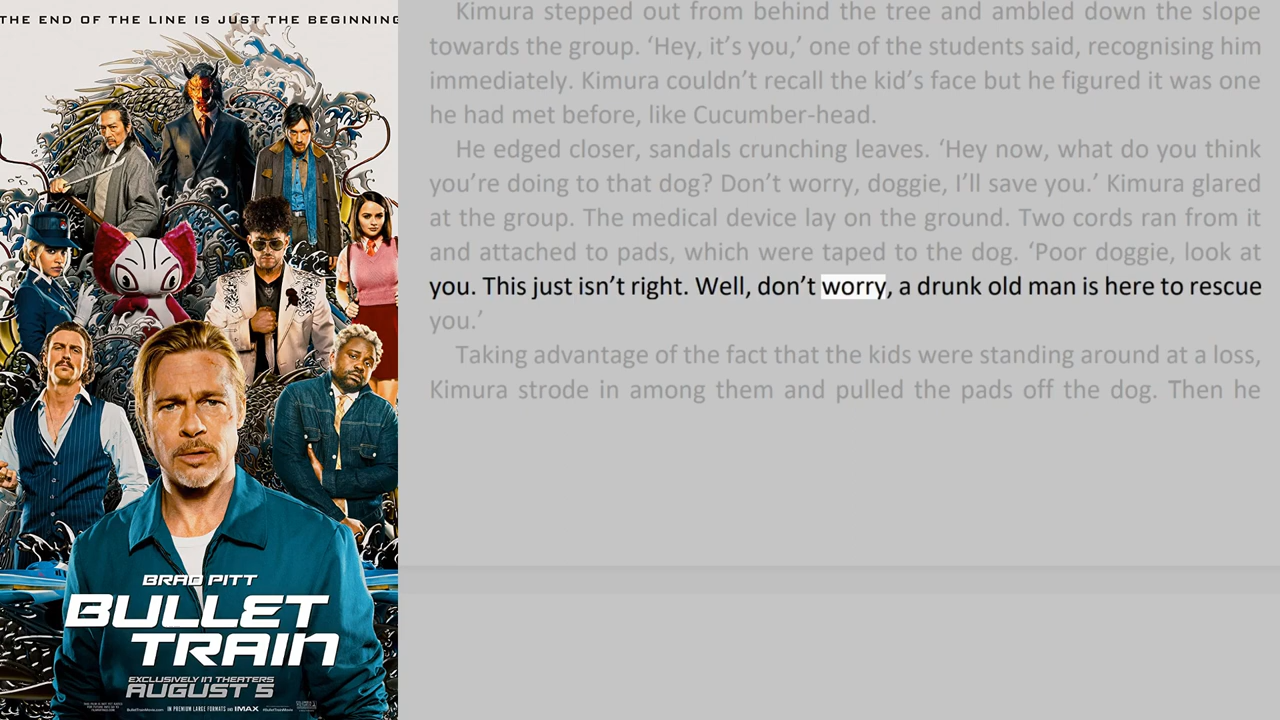 THE END OF THE LINE IS JUST THE BEGINNING
BRAD PITT
BULLET
TRAIN
EXCLUSIVELY IN THEATERS
AUGUST 5
IN PREMIUM LARGE FORMATS AND IMAX
Kimura stepped out from behind the tree and ambled down the slope
towards the group. ‘Hey, it’s you,’ one of the students said, recognising him
immediately. Kimura couldn’t recall the kid’s face but he figured it was one
he had met before, like Cucumber-head.
He edged closer, sandals crunching leaves. ‘Hey now, what do you think
you’re doing to that dog? Don’t worry, doggie, I’ll save you.’ Kimura glared
at the group. The medical device lay on the ground. Two cords ran from it
and attached to pads, which were taped to the dog. ‘Poor doggie, look at
you. This just isn’t right. Well, don’t worry, a drunk old man is here to rescue
you.’
Taking advantage of the fact that the kids were standing around at a loss,
Kimura strode in among them and pulled the pads off the dog. Then he